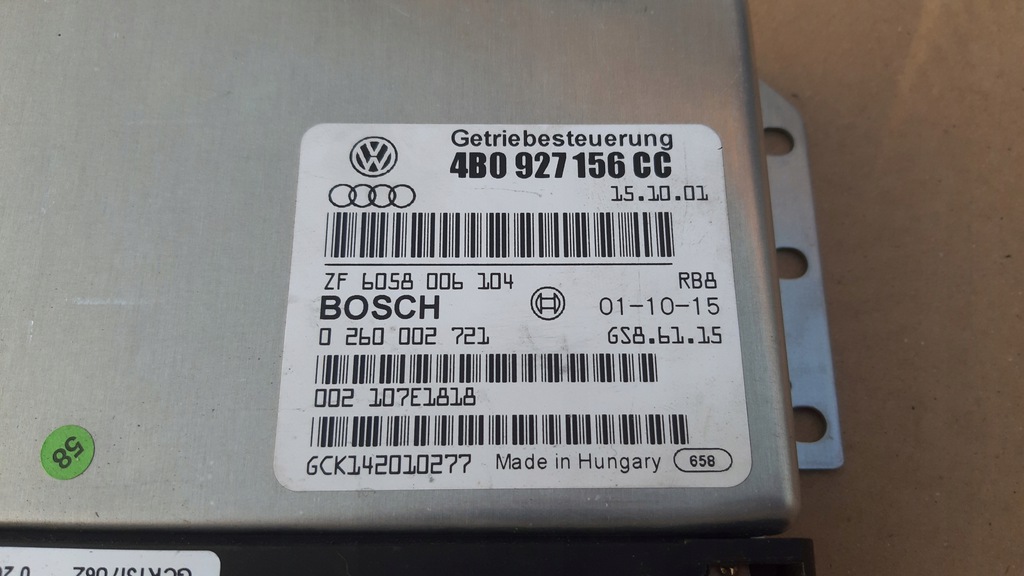 Getriebesteuerung
4B0 927 156 CC
15.10.01
ZF 6058 006 104 RB8
BOSCH 01-10-15
0 260 002 721 GS8.61.15
002 107E1818
GCK142010277 Made in Hungary 658
58